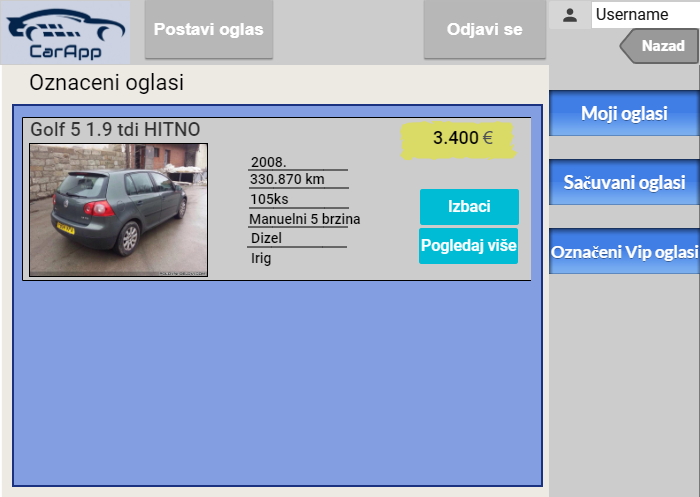 CarApp
Postavi oglas
Odjavi se
Username
Nazad
Oznaceni oglasi
Golf 5 1.9 tdi HITNO
3.400 €
2008.
330.870 km
105ks
Manuelni 5 brzina
Dizel
Irig
Izbaci
Pogledaj više
Moji oglasi
Sačuvani oglasi
Označeni Vip oglasi